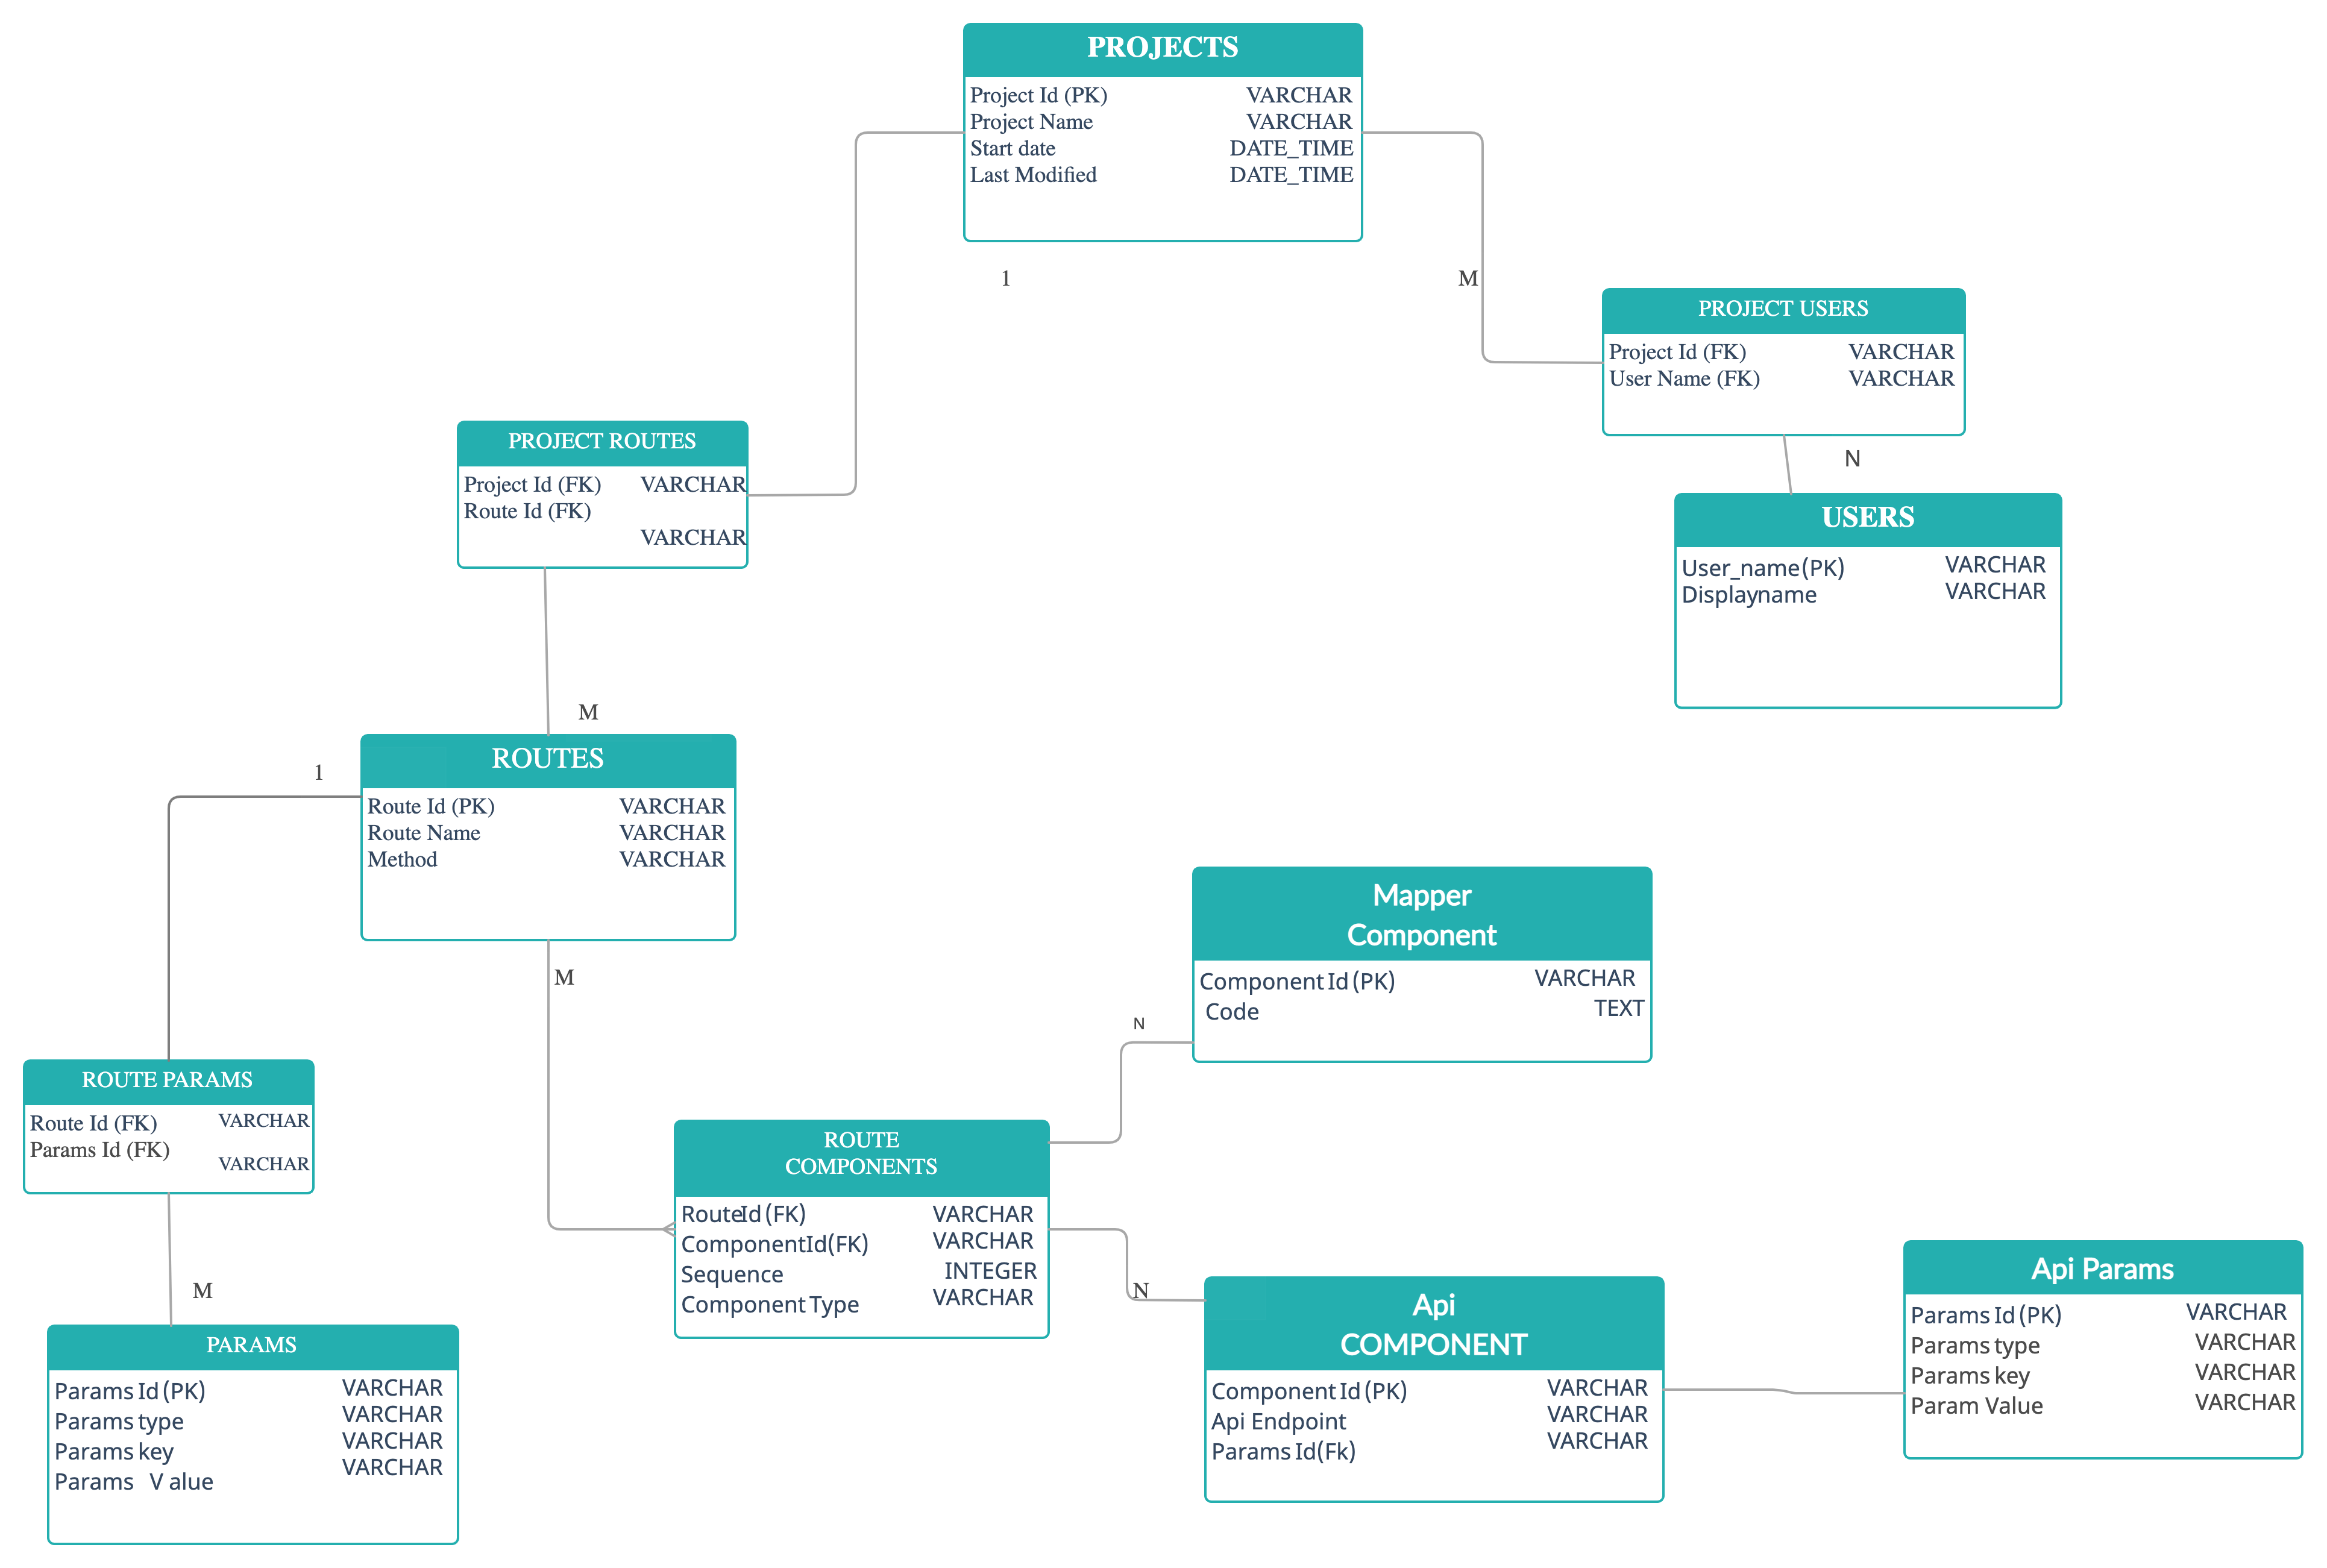 PROJECTS
Project Id (PK) VARCHAR
Project Name VARCHAR
Start date DATE_TIME
Last Modified DATE_TIME
1
M
PROJECT USERS
Project Id (FK) VARCHAR
User Name (FK) VARCHAR
N
USERS
User_name(PK) VARCHAR
Displayname VARCHAR
PROJECT ROUTES
Project Id (FK) VARCHAR
Route Id (FK)
VARCHAR
M
ROUTES
1
Route Id (PK) VARCHAR
Route Name VARCHAR
Method VARCHAR
M
Mapper
Component
Component Id (PK) VARCHAR
Code TEXT
N
ROUTE PARAMS
Route Id (FK) VARCHAR
Params Id (FK)
VARCHAR
M
PARAMS
Params Id (PK) VARCHAR
Params type VARCHAR
Params key VARCHAR
Params V alue VARCHAR
ROUTE
COMPONENTS
RouteId (FK) VARCHAR
ComponentId(FK) VARCHAR
Sequence INTEGER
Component Type VARCHAR
N
Api
COMPONENT
Component Id (PK) VARCHAR
Api Endpoint VARCHAR
Params Id(Fk) VARCHAR
Api Params
Params Id (PK) VARCHAR
Params type VARCHAR
Params key VARCHAR
Param Value VARCHAR